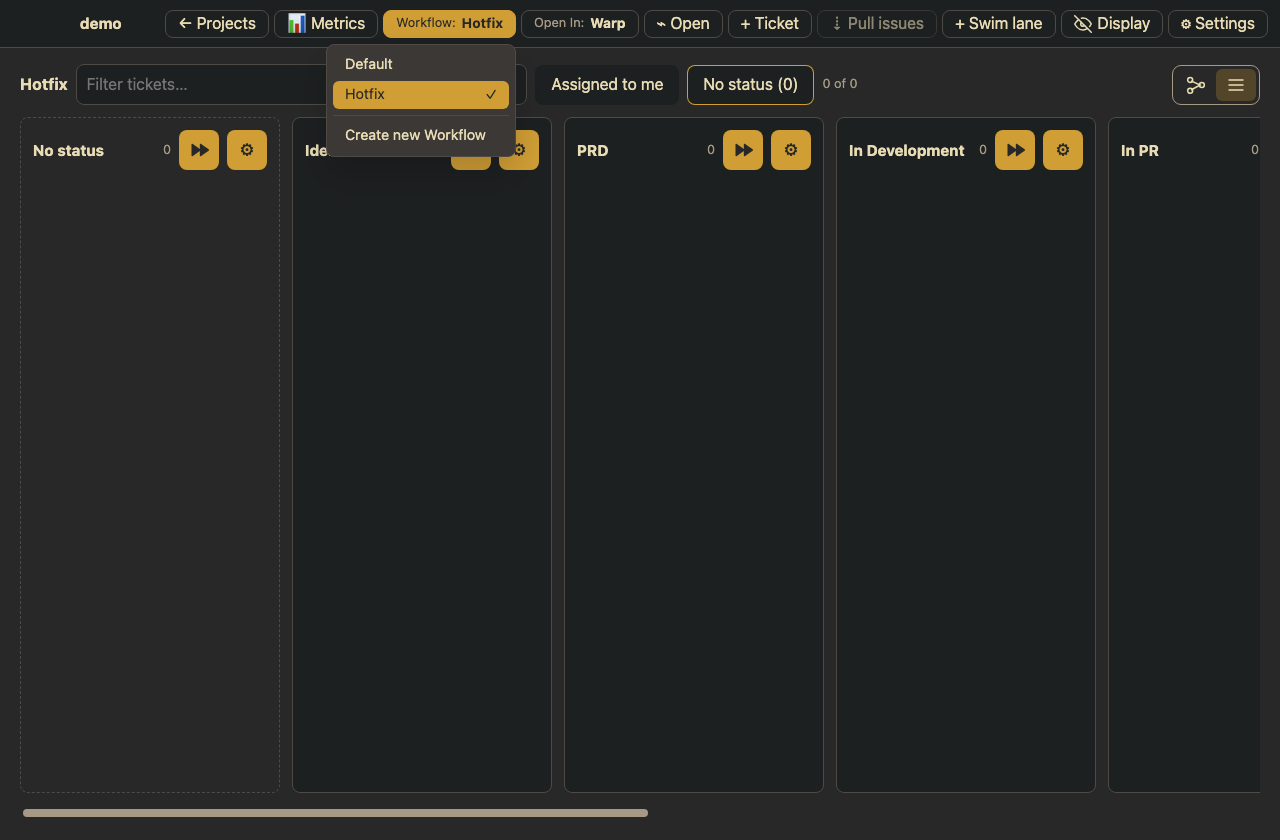 demo
← Projects
Metrics
Workflow: Hotfix
Open In: Warp
Open
+ Ticket
Pull issues
+ Swim lane
Display
Settings
Default
Hotfix ✓
Create new Workflow
Hotfix
Filter tickets...
Assigned to me
No status (0)
0 of 0
No status 0
Ide
PRD 0
In Development 0
In PR 0